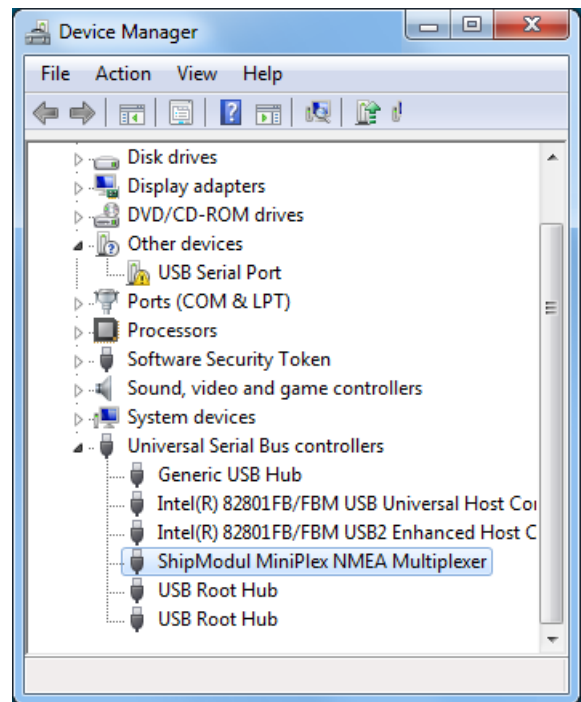 Device Manager
File Action View Help
Disk drives
Display adapters
DVD/CD-ROM drives
Other devices
USB Serial Port
Ports (COM & LPT)
Processors
Software Security Token
Sound, video and game controllers
System devices
Universal Serial Bus controllers
Generic USB Hub
Intel(R) 82801FB/FBM USB Universal Host Co
Intel(R) 82801FB/FBM USB2 Enhanced Host C
ShipModul MiniPlex NMEA Multiplexer
USB Root Hub
USB Root Hub